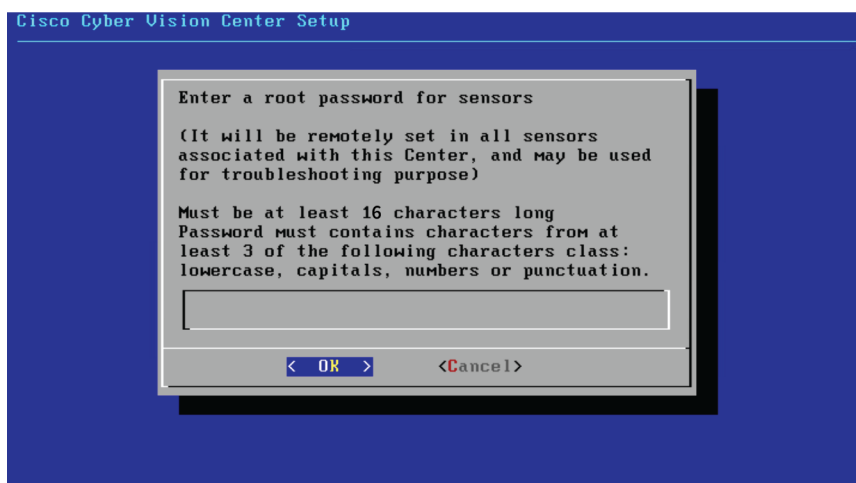 Cisco Cyber Vision Center Setup
Enter a root password for sensors
(It will be remotely set in all sensors
associated with this Center, and may be used
for troubleshooting purpose)
Must be at least 16 characters long
Password must contains characters from at
least 3 of the following characters class:
lowercase, capitals, numbers or punctuation.
< OK > <Cancel>